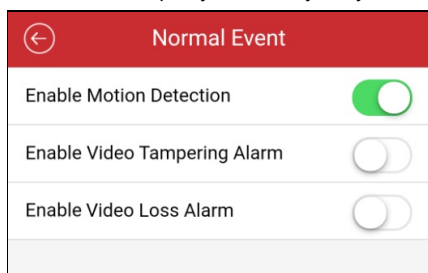 Normal Event
Enable Motion Detection
Enable Video Tampering Alarm
Enable Video Loss Alarm